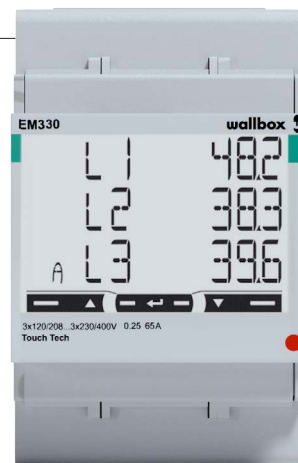 EM330 wallbox
L1 48.2
L2 38.3
A L3 39.6
3x120/208...3x230/400V 0.25 65A
Touch Tech